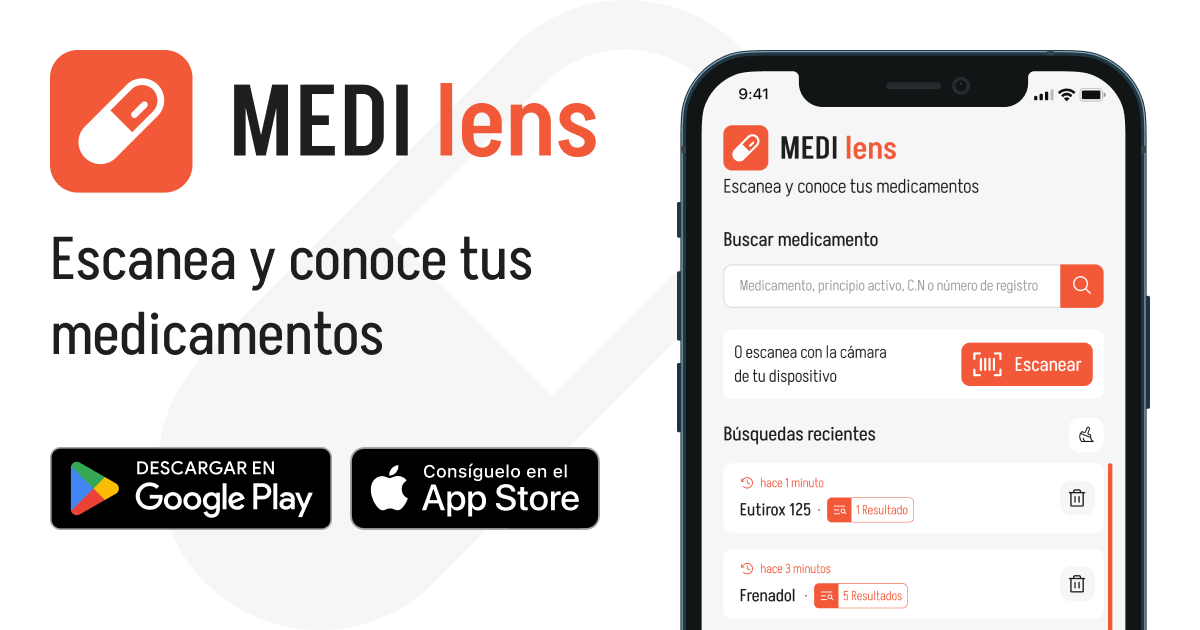 MEDI lens
Escanea y conoce tus
medicamentos
DESCARGAR EN
Google Play
Consíguelo en el
App Store
9:41
MEDI lens
Escanea y conoce tus medicamentos
Buscar medicamento
Medicamento, principio activo, C.N o número de registro
O escanea con la cámara
de tu dispositivo
Escanear
Búsquedas recientes
hace 1 minuto
Eutirox 125 · 1 Resultado
hace 3 minutos
Frenadol · 5 Resultados